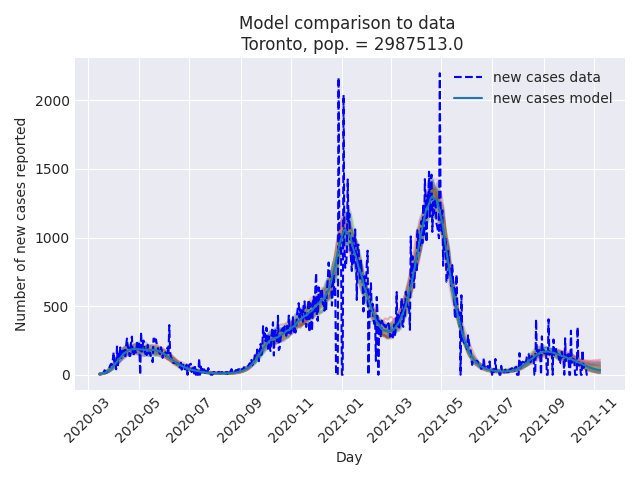 Model comparison to data
Toronto, pop. = 2987513.0
new cases data
new cases model
Number of new cases reported
2000
1500
1000
500
0
2020-03
2020-05
2020-07
2020-09
2020-11
2021-01
2021-03
2021-05
2021-07
2021-09
2021-11
Day